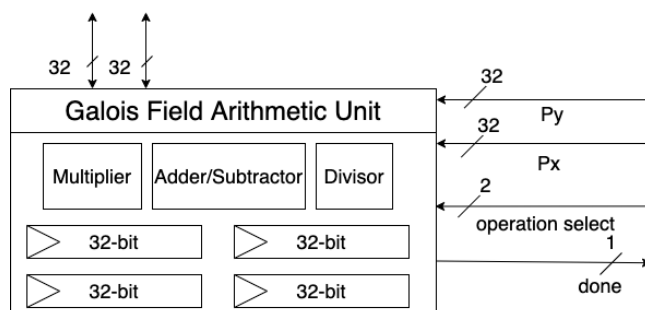 32 32
32
Galois Field Arithmetic Unit
Py
32
Multiplier Adder/Subtractor Divisor
Px
2
operation select
32-bit 32-bit
1
32-bit 32-bit
done